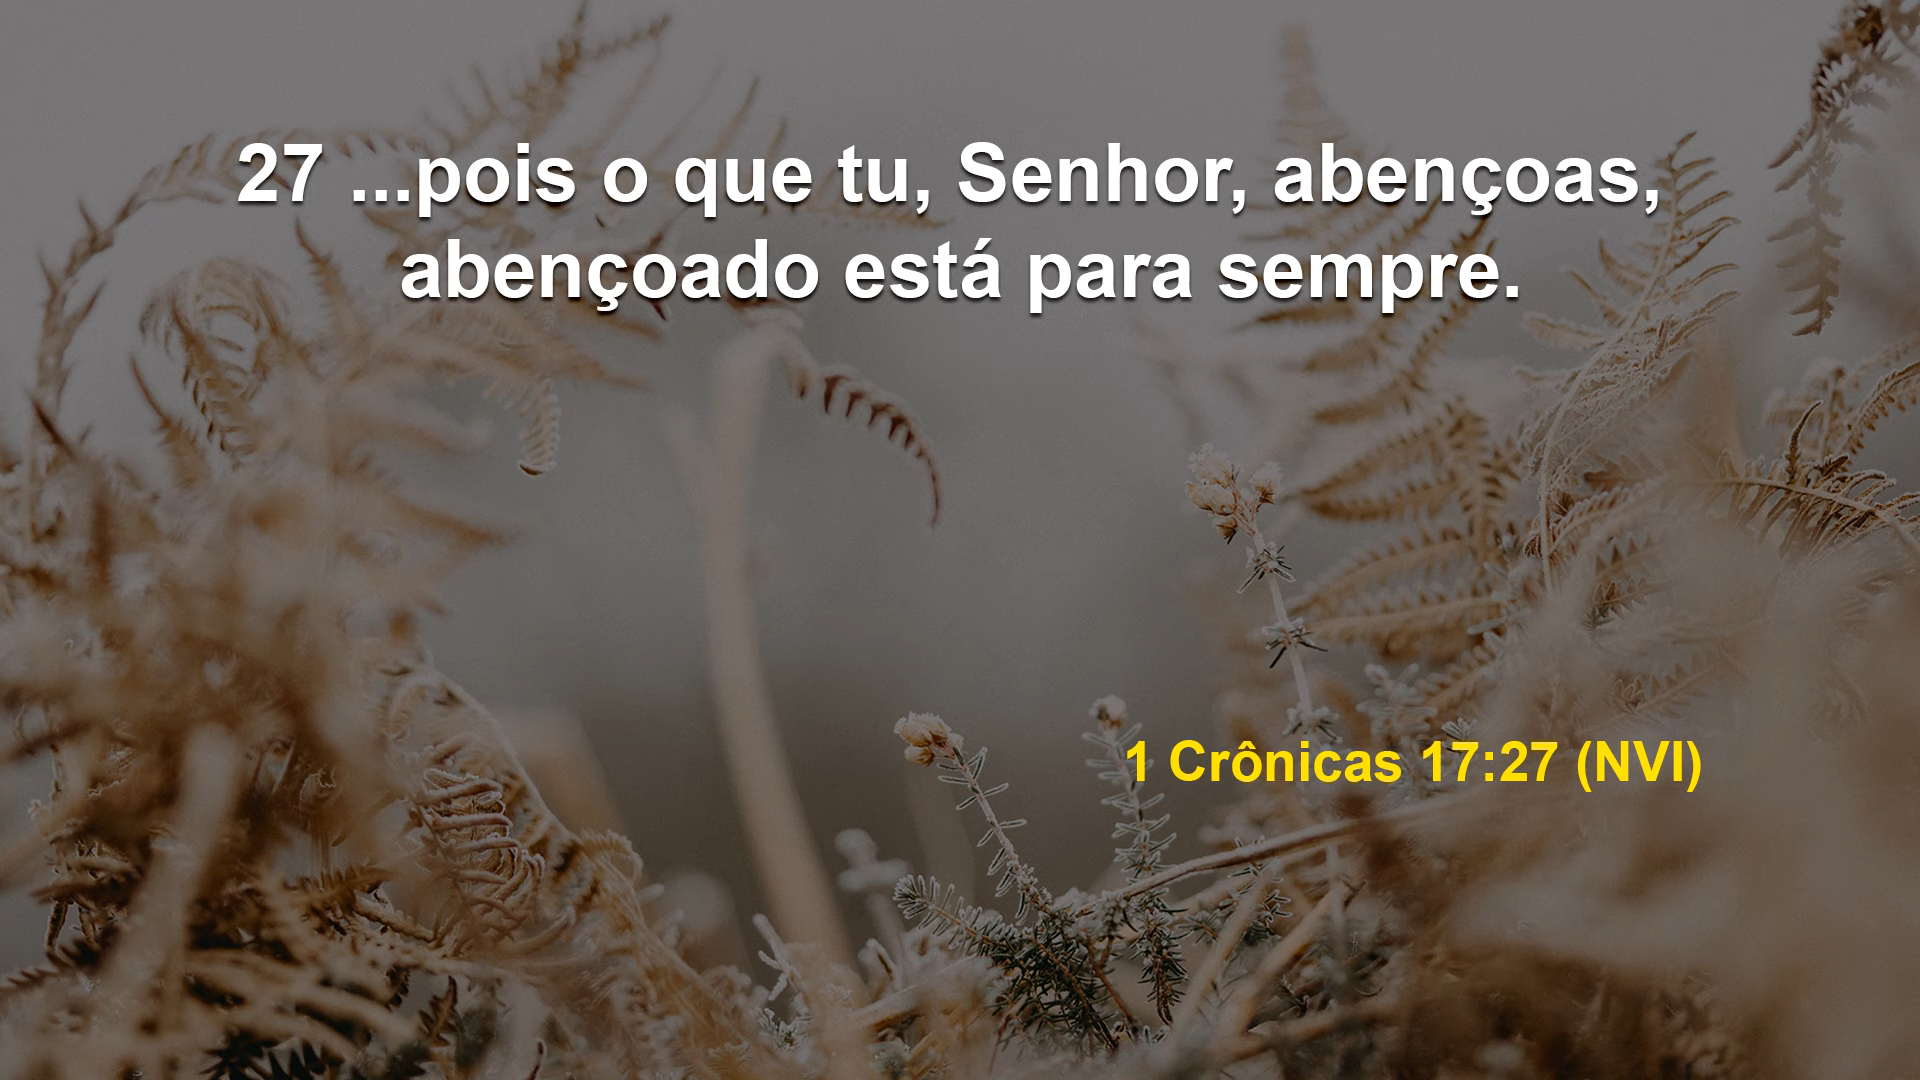 27 ...pois o que tu, Senhor, abençoas,
abençoado está para sempre.
1 Crônicas 17:27 (NVI)